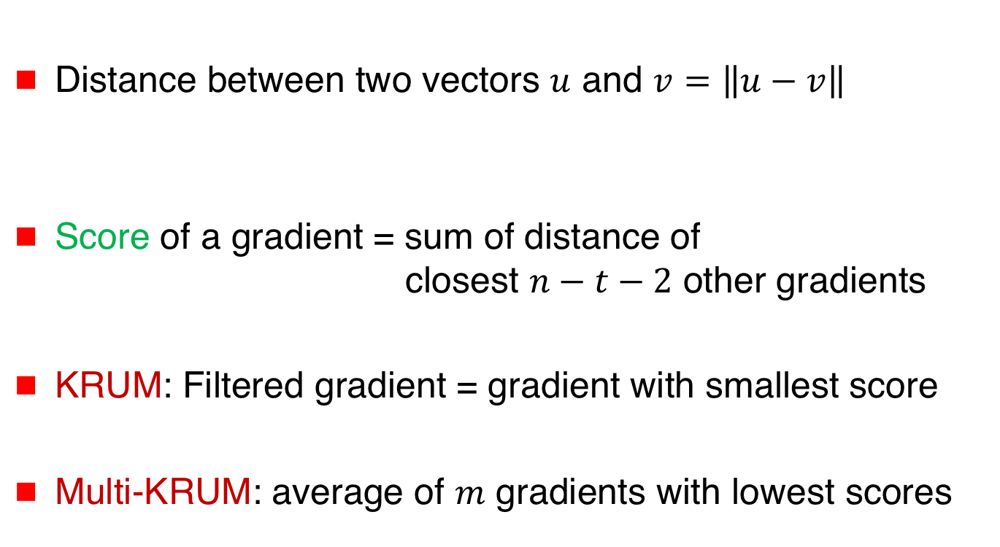 Distance between two vectors 𝑢 and 𝑣 = ‖𝑢 − 𝑣‖
Score of a gradient = sum of distance of
closest 𝑛 − 𝑡 − 2 other gradients
KRUM: Filtered gradient = gradient with smallest score
Multi-KRUM: average of 𝑚 gradients with lowest scores